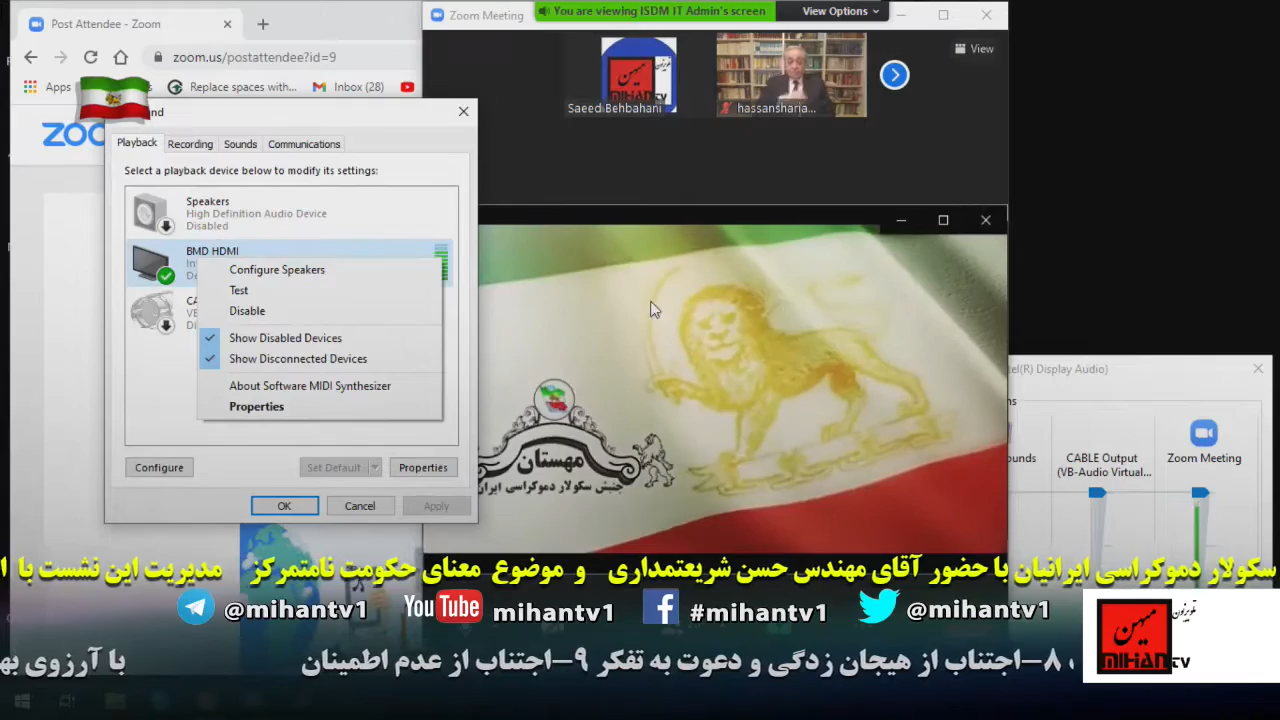 Post Attendee - Zoom
zoom.us/postattendee?id=9
Apps
Replace spaces with...
Inbox (28)
Zoom Meeting
You are viewing ISDM IT Admin's screen
View Options
View
Saeed Behbahani
hassansharia...
Playback
Recording
Sounds
Communications
Select a playback device below to modify its settings:
Speakers
High Definition Audio Device
Disabled
BMD HDMI
Configure Speakers
Test
Disable
Show Disabled Devices
Show Disconnected Devices
About Software MIDI Synthesizer
Properties
Configure
Set Default
Properties
OK
Cancel
Apply
مهستان
جنبش سکولار دموکراسی ایران
tel(R) Display Audio)
CABLE Output
(VB-Audio Virtual...
Zoom Meeting
سکولار دموکراسی ایرانیان با حضور آقای مهندس حسن شریعتمداری و موضوع معنای حکومت نامتمرکز مدیریت این نشست با
@mihantv1
YouTube mihantv1
#mihantv1
@mihantv1
۸-اجتناب از هیجان زدگی و دعوت به تفکر ۹-اجتناب از عدم اطمینان
با آرزوی
تلویزیون
میهن
MIHAN TV